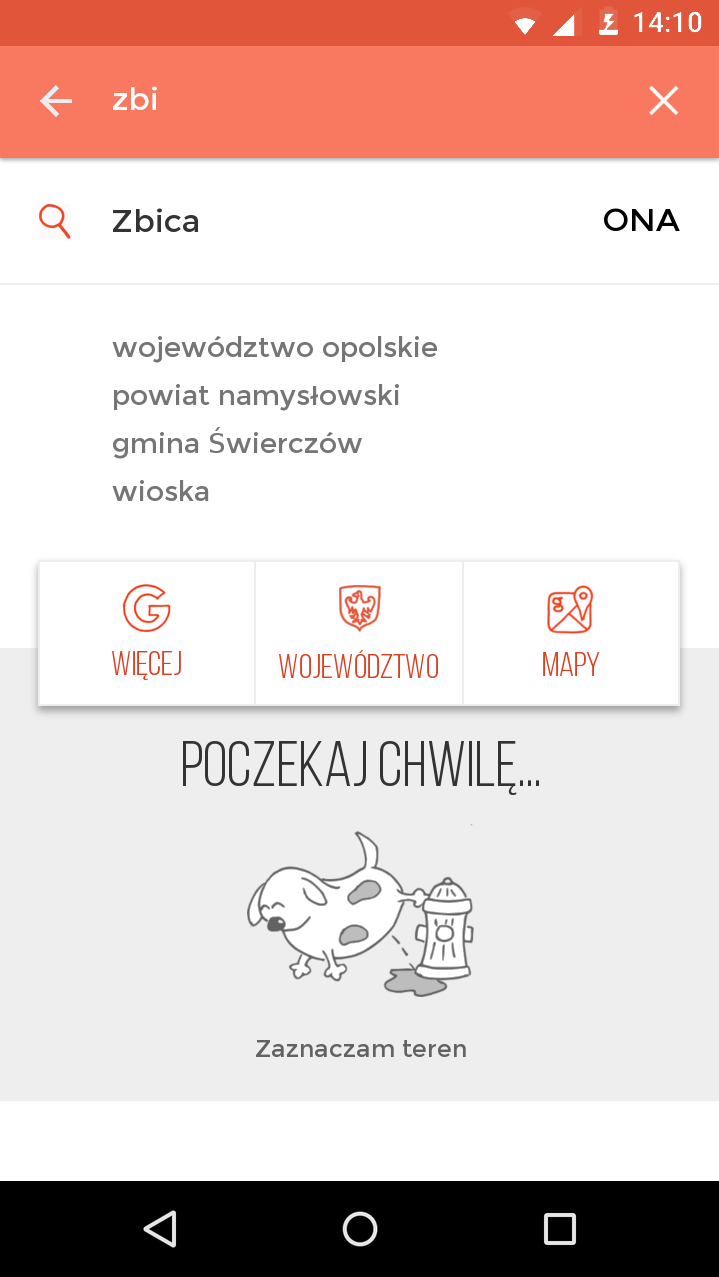 14:10
zbi
Zbica ONA
województwo opolskie
powiat namysłowski
gmina Świerczów
wioska
WIĘCEJ WOJEWÓDZTWO MAPY
POCZEKAJ CHWILĘ...
Zaznaczam teren